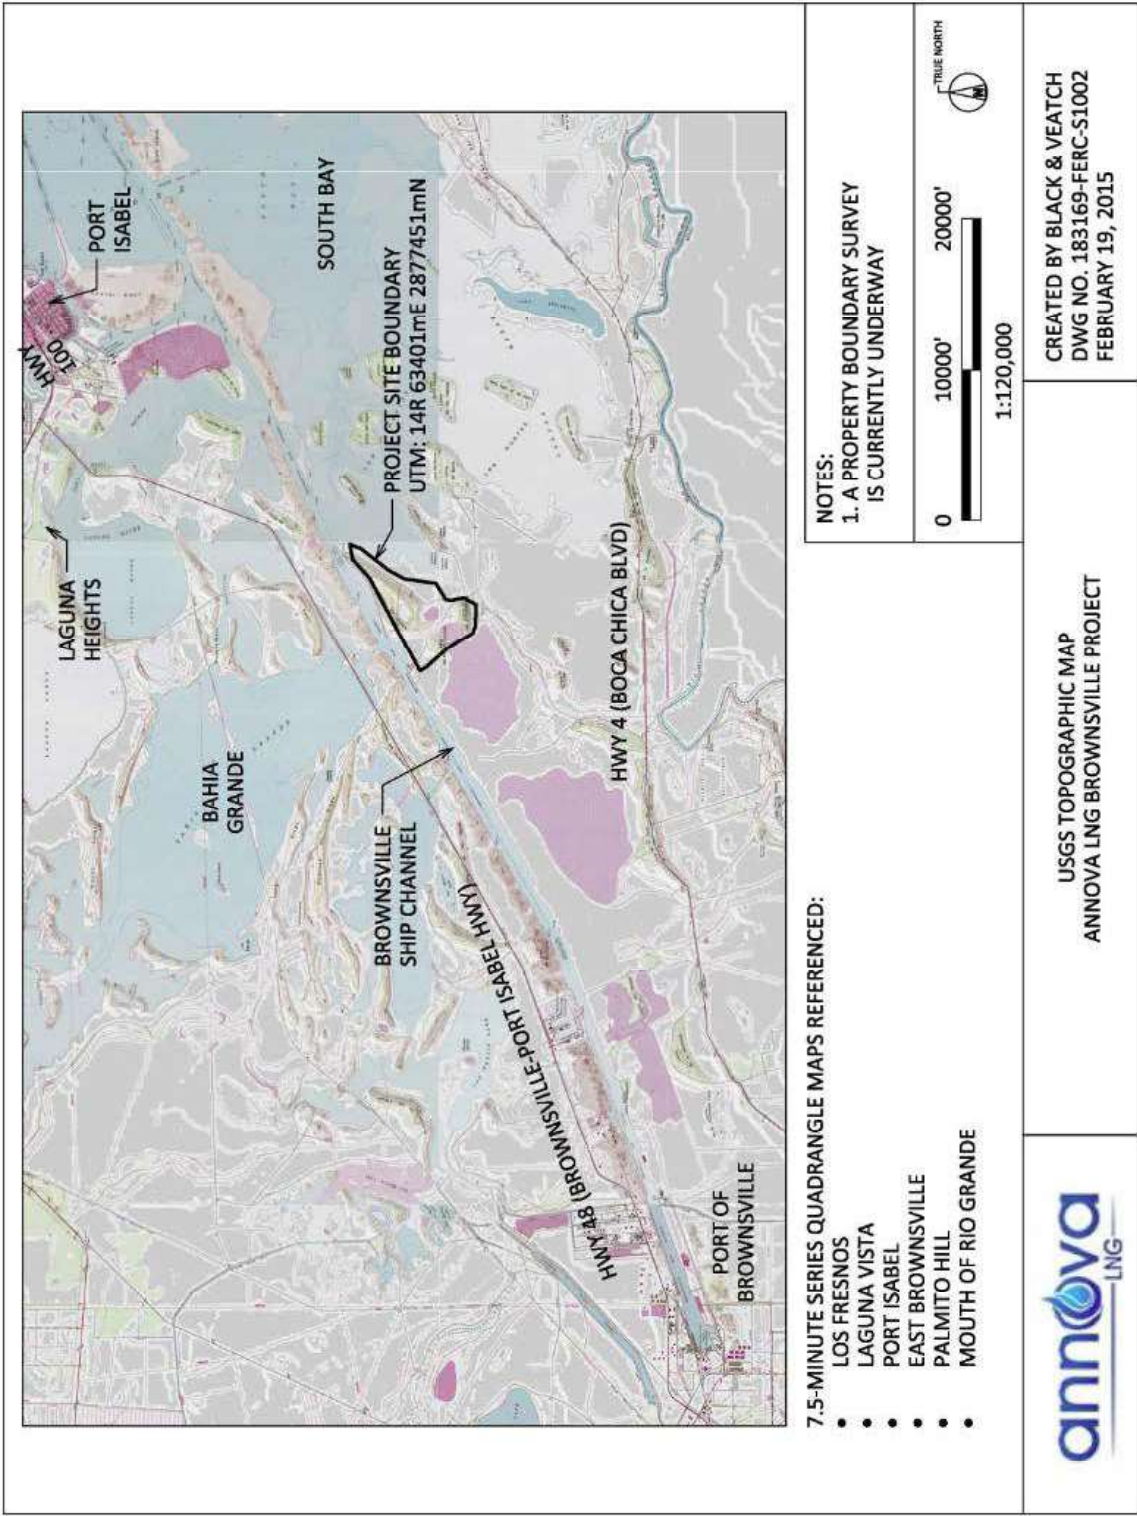 HWY
100
PORT
ISABEL
LAGUNA
HEIGHTS
SOUTH BAY
BAHIA
GRANDE
PROJECT SITE BOUNDARY
UTM: 14R 63401mE 2877451mN
BROWNSVILLE
SHIP CHANNEL
HWY 48 (BROWNSVILLE-PORT ISABEL HWY)
HWY 4 (BOCA CHICA BLVD)
PORT OF
BROWNSVILLE
7.5-MINUTE SERIES QUADRANGLE MAPS REFERENCED:
• LOS FRESNOS
• LAGUNA VISTA
• PORT ISABEL
• EAST BROWNSVILLE
• PALMITO HILL
• MOUTH OF RIO GRANDE
NOTES:
1. A PROPERTY BOUNDARY SURVEY
IS CURRENTLY UNDERWAY
0 10000' 20000'
1:120,000
TRUE NORTH
N
annova
LNG
USGS TOPOGRAPHIC MAP
ANNOVA LNG BROWNSVILLE PROJECT
CREATED BY BLACK & VEATCH
DWG NO. 183169-FERC-S1002
FEBRUARY 19, 2015